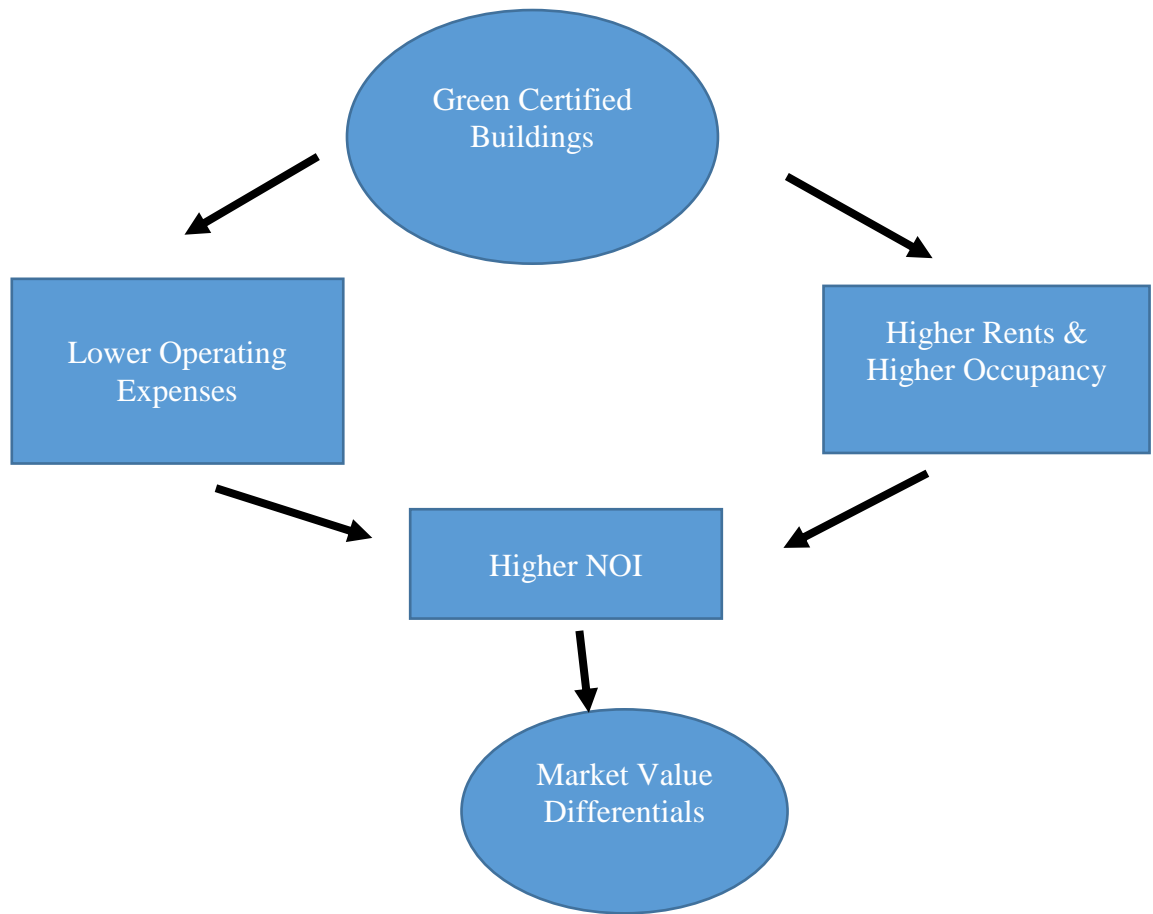 Green Certified
Buildings
Lower Operating
Expenses
Higher Rents &
Higher Occupancy
Higher NOI
Market Value
Differentials